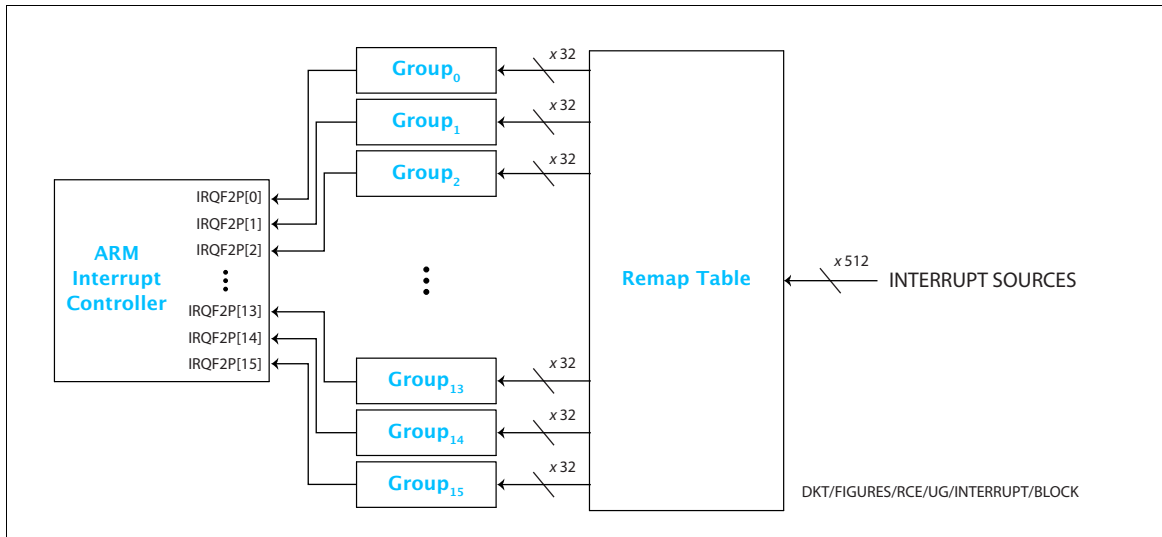 Group0
x 32
Group1
x 32
Group2
x 32
ARM
Interrupt
Controller
IRQF2P[0]
IRQF2P[1]
IRQF2P[2]
IRQF2P[13]
IRQF2P[14]
IRQF2P[15]
Remap Table
x 512
INTERRUPT SOURCES
Group13
x 32
Group14
x 32
Group15
x 32
DKT/FIGURES/RCE/UG/INTERRUPT/BLOCK